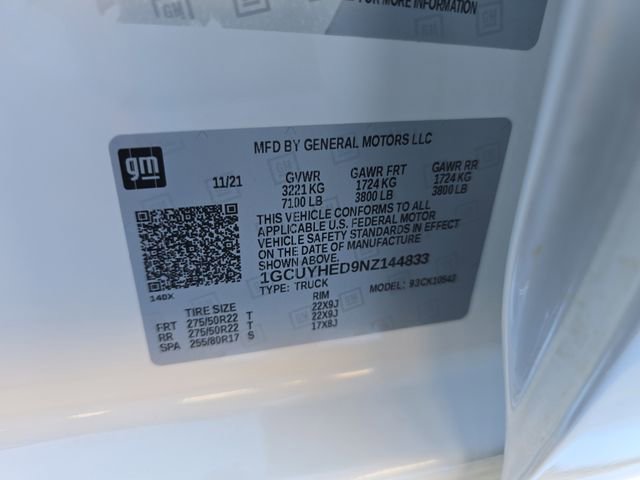 FOR MORE INFORMATION
gm
MFD BY GENERAL MOTORS LLC
11/21 GVWR GAWR FRT GAWR RR
3221 KG 1724 KG 1724 KG
7100 LB 3800 LB 3800 LB
THIS VEHICLE CONFORMS TO ALL
APPLICABLE U.S. FEDERAL MOTOR
VEHICLE SAFETY STANDARDS IN EFFECT
ON THE DATE OF MANUFACTURE
SHOWN ABOVE.
1GCUYHED9NZ144833
TYPE: TRUCK MODEL: 93CK10543
14DX
TIRE SIZE RIM
FRT 275/50R22 T 22X9J
RR 275/50R22 T 22X9J
SPA 255/80R17 S 17X8J